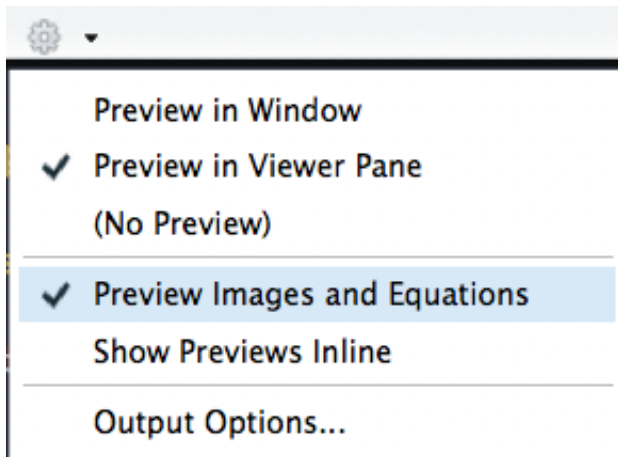 Preview in Window
Preview in Viewer Pane
(No Preview)
Preview Images and Equations
Show Previews Inline
Output Options...